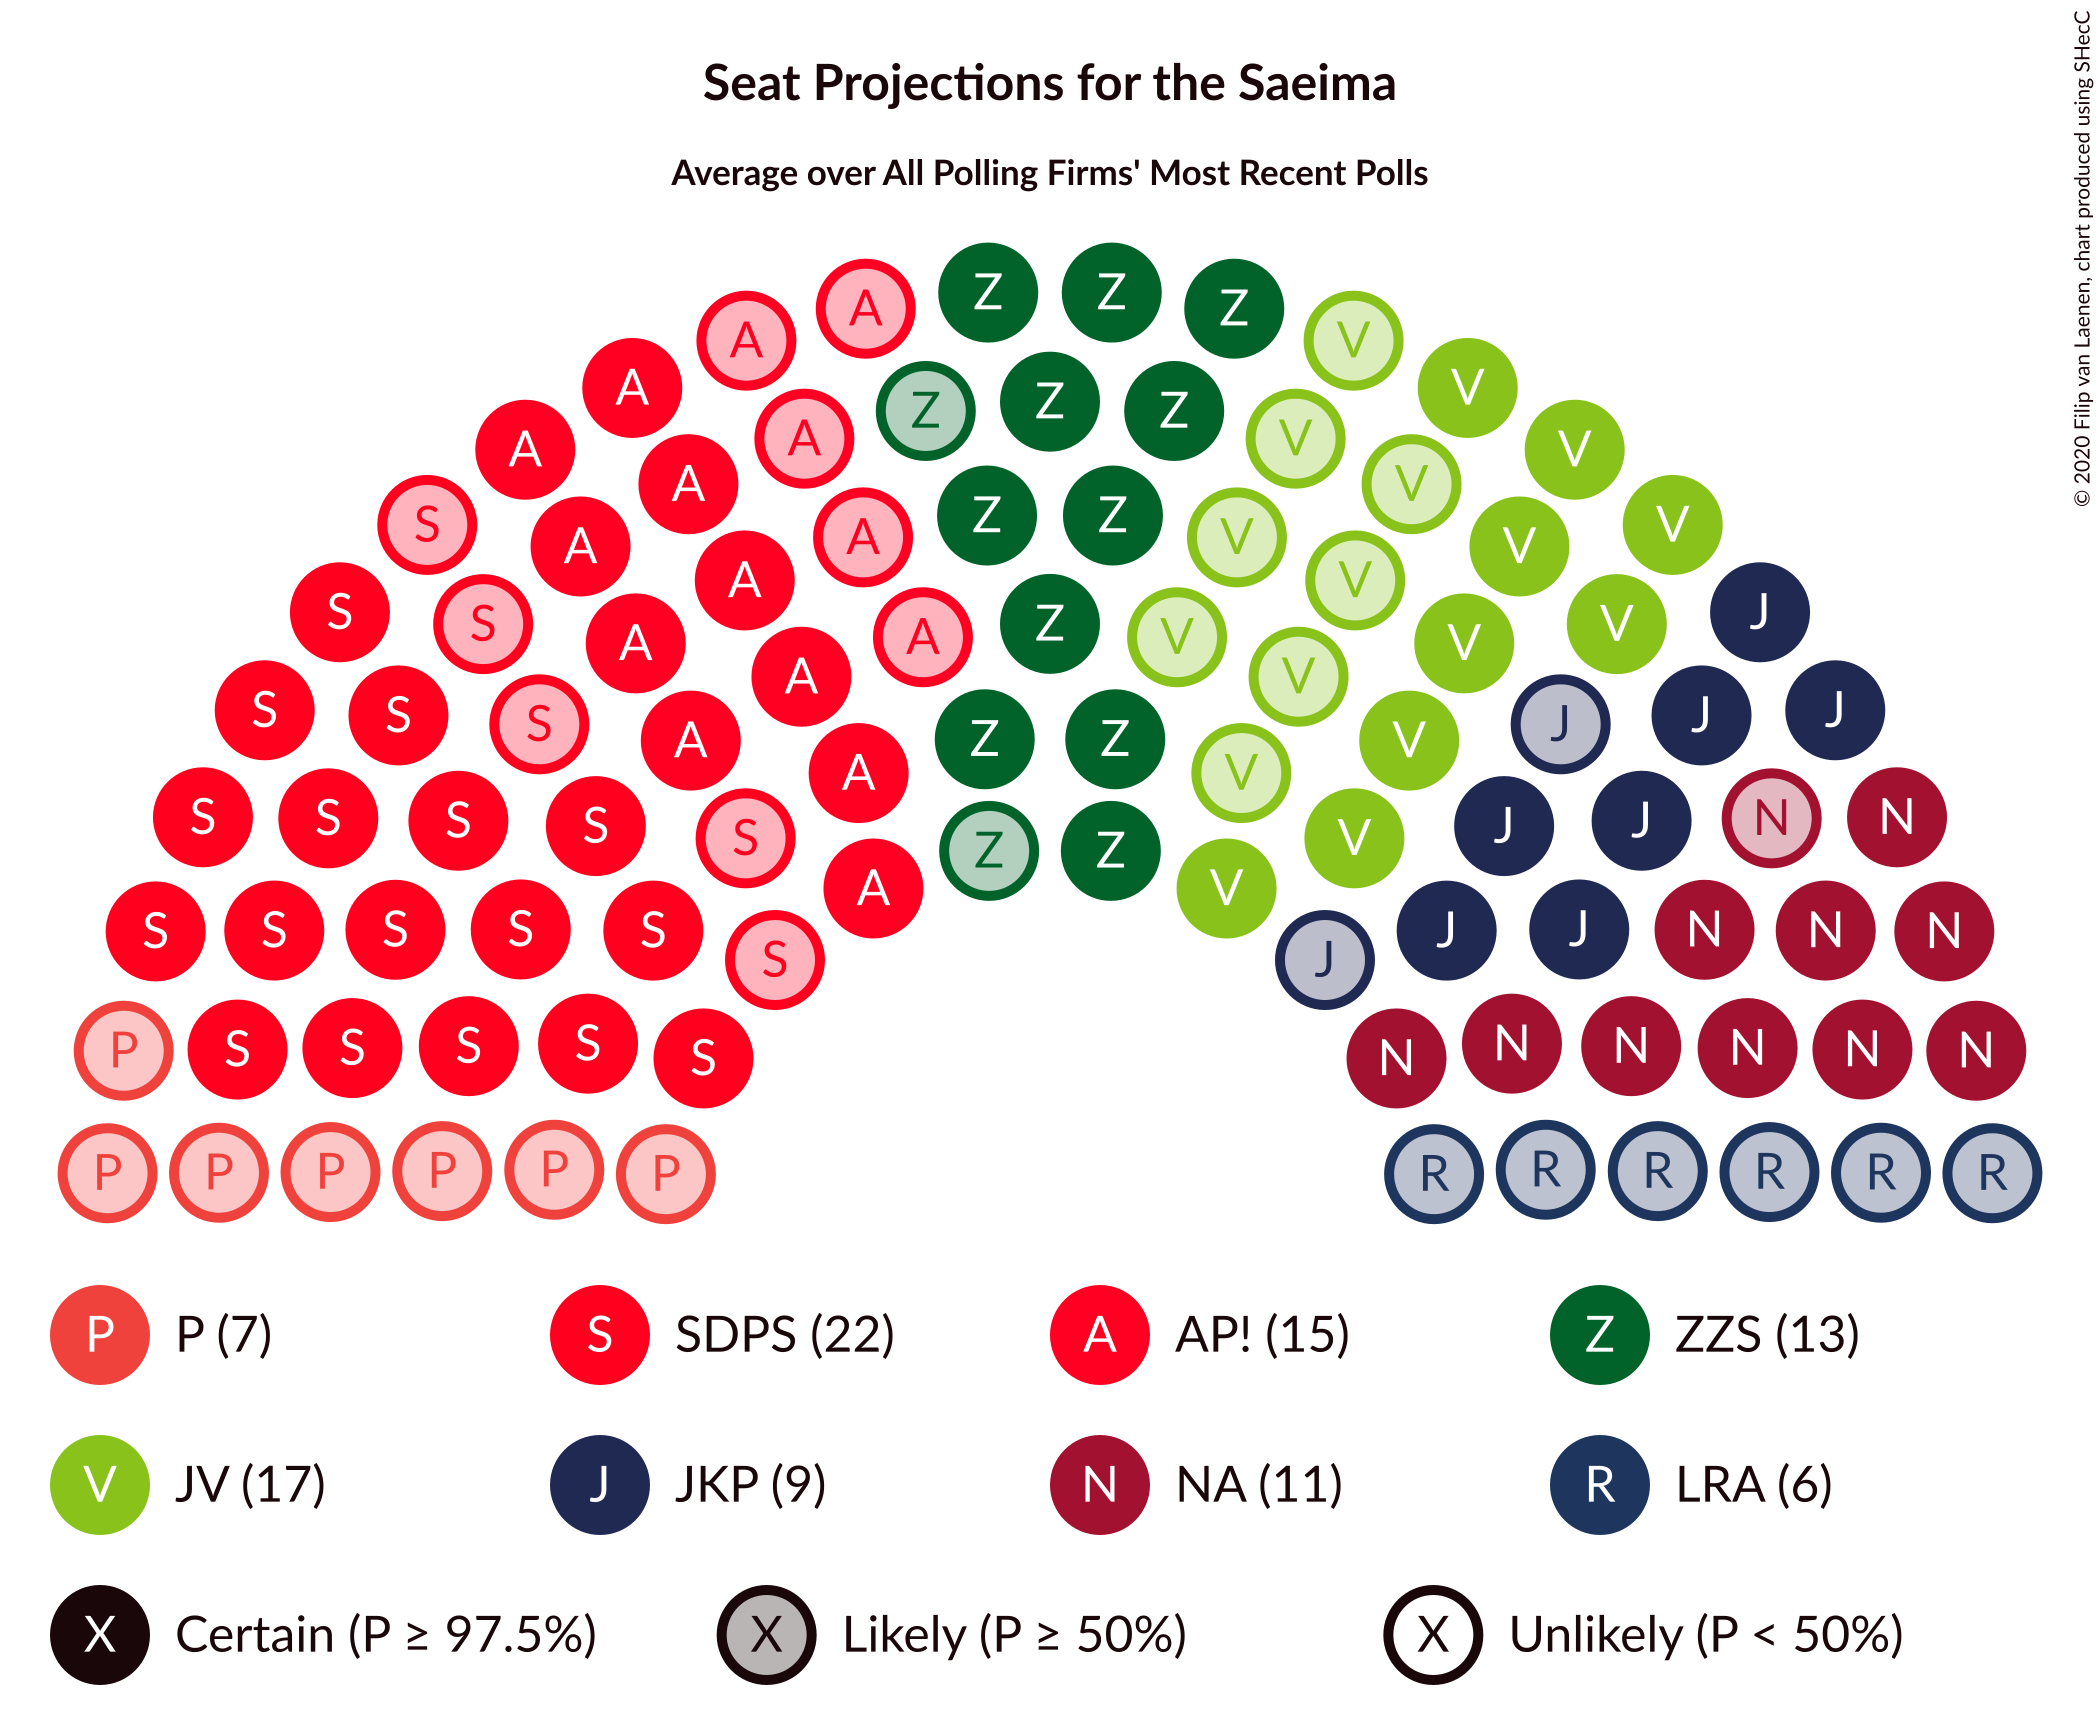 Seat Projections for the Saeima
Average over All Polling Firms' Most Recent Polls
© 2020 Filip van Laenen, chart produced using SHecC
Z Z Z
A A V
A Z Z Z V
A A V V
S A A Z Z V V V
A A V V
S S A A Z V V V J
S S S A A Z Z V V J J J
S S S S S A Z Z V V J J N N
S S S S S S A V J J J N N N
P S S S S S N N N N N N
P P P P P P R R R R R R
P P (7) S SDPS (22) A AP! (15) Z ZZS (13)
V JV (17) J JKP (9) N NA (11) R LRA (6)
X Certain (P ≥ 97.5%) X Likely (P ≥ 50%) X Unlikely (P < 50%)